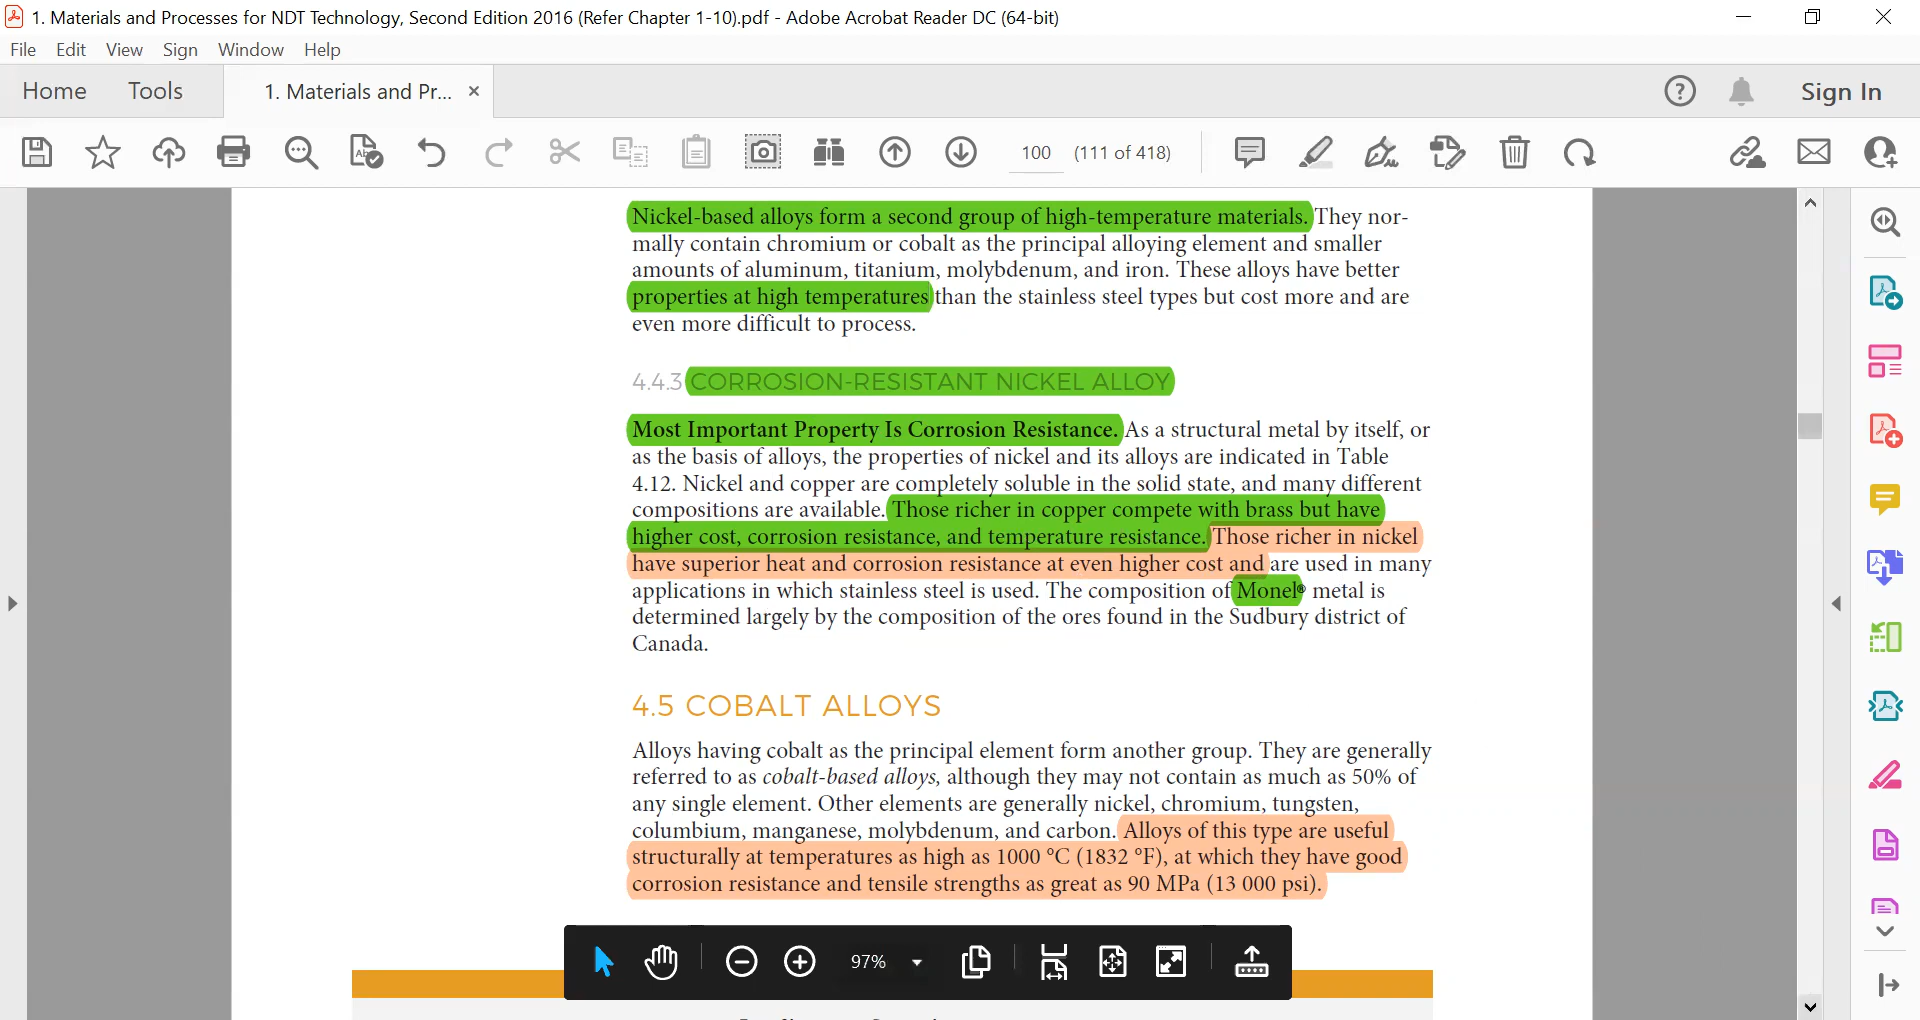 1. Materials and Processes for NDT Technology, Second Edition 2016 (Refer Chapter 1-10).pdf - Adobe Acrobat Reader DC (64-bit)
File Edit View Sign Window Help
Home Tools 1. Materials and Pr... × Sign In
100 (111 of 418)
Nickel-based alloys form a second group of high-temperature materials. They nor-
mally contain chromium or cobalt as the principal alloying element and smaller
amounts of aluminum, titanium, molybdenum, and iron. These alloys have better
properties at high temperatures than the stainless steel types but cost more and are
even more difficult to process.
4.4.3 CORROSION-RESISTANT NICKEL ALLOY
Most Important Property Is Corrosion Resistance. As a structural metal by itself, or
as the basis of alloys, the properties of nickel and its alloys are indicated in Table
4.12. Nickel and copper are completely soluble in the solid state, and many different
compositions are available. Those richer in copper compete with brass but have
higher cost, corrosion resistance, and temperature resistance. Those richer in nickel
have superior heat and corrosion resistance at even higher cost and are used in many
applications in which stainless steel is used. The composition of Monel® metal is
determined largely by the composition of the ores found in the Sudbury district of
Canada.
4.5 COBALT ALLOYS
Alloys having cobalt as the principal element form another group. They are generally
referred to as cobalt-based alloys, although they may not contain as much as 50% of
any single element. Other elements are generally nickel, chromium, tungsten,
columbium, manganese, molybdenum, and carbon. Alloys of this type are useful
structurally at temperatures as high as 1000 °C (1832 °F), at which they have good
corrosion resistance and tensile strengths as great as 90 MPa (13 000 psi).
97%